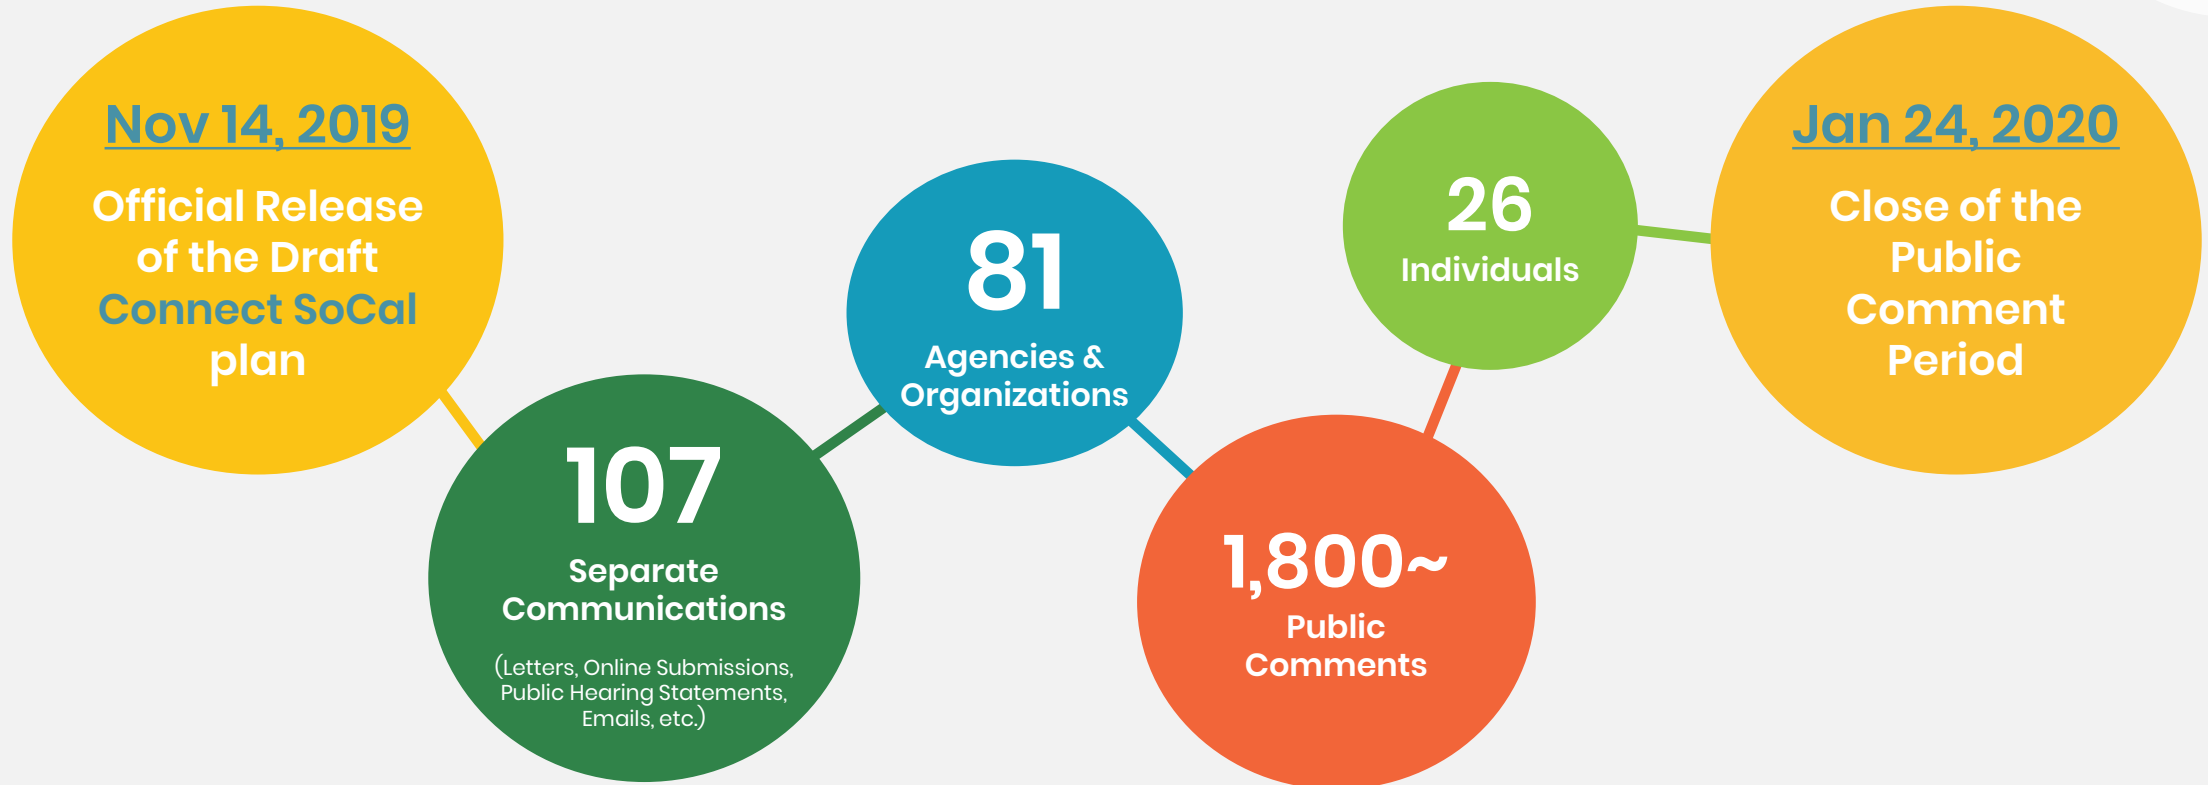 Nov 14, 2019
Official Release
of the Draft
Connect SoCal
plan
107
Separate
Communications
(Letters, Online Submissions,
Public Hearing Statements,
Emails, etc.)
81
Agencies &
Organizations
1,800~
Public
Comments
26
Individuals
Jan 24, 2020
Close of the
Public
Comment
Period